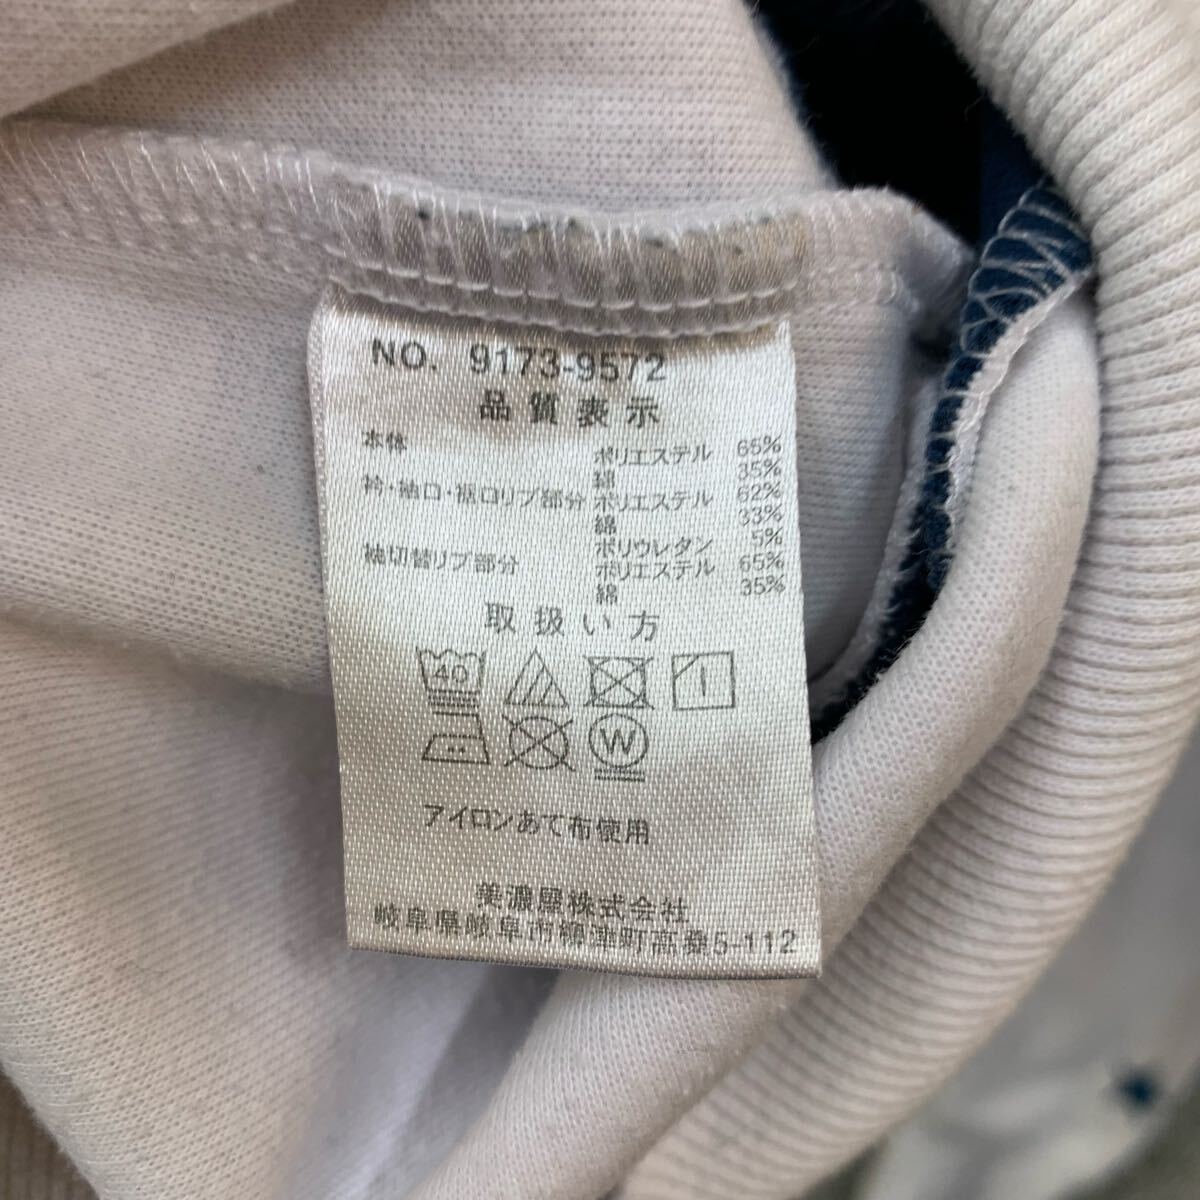 NO. 9173-9572
品質表示
本体 ポリエステル 65%
綿 35%
衿・袖口・裾口リブ部分 ポリエステル 62%
綿 33%
ポリウレタン 5%
袖切替リブ部分 ポリエステル 65%
綿 35%
取扱い方
40
W
アイロンあて布使用
美濃屋株式会社
岐阜県岐阜市柳津町高桑5-112